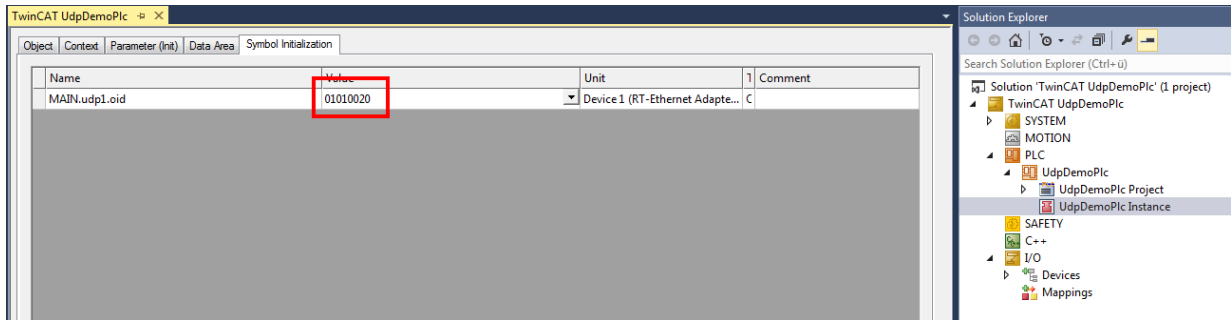 TwinCAT UdpDemoPlc
Object Context Parameter (Init) Data Area Symbol Initialization
Name Value Unit T Comment
MAIN.udp1.oid 01010020 Device 1 (RT-Ethernet Adapte... C
Solution Explorer
Search Solution Explorer (Ctrl+ü)
Solution 'TwinCAT UdpDemoPlc' (1 project)
TwinCAT UdpDemoPlc
SYSTEM
MOTION
PLC
UdpDemoPlc
UdpDemoPlc Project
UdpDemoPlc Instance
SAFETY
C++
I/O
Devices
Mappings